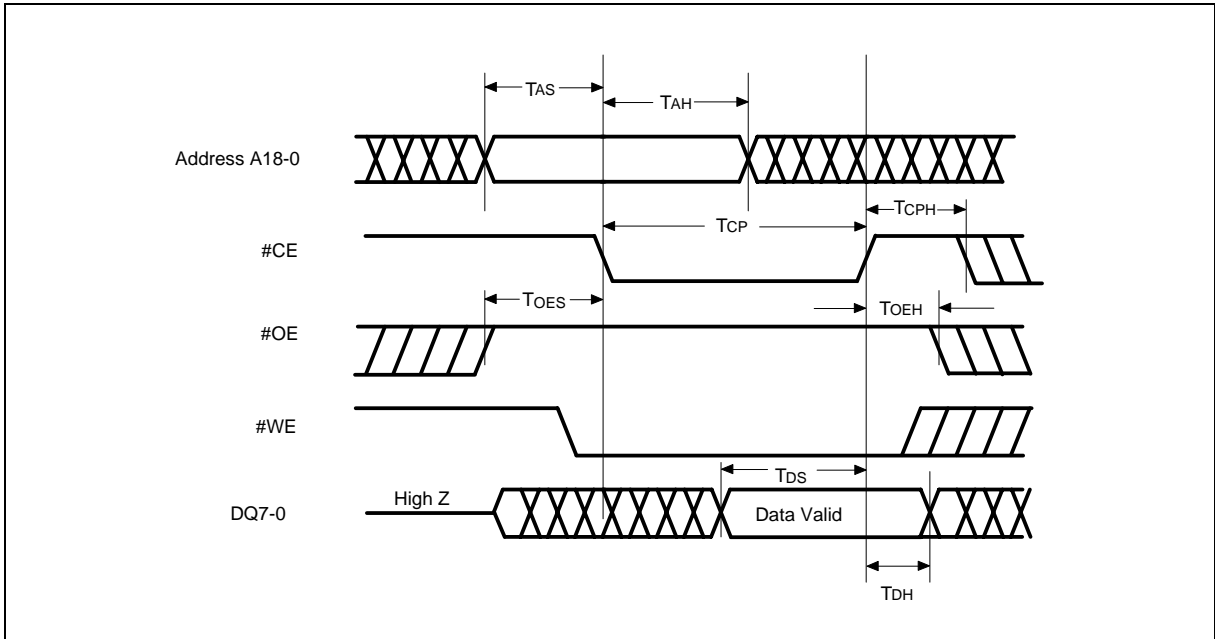 TAS
TAH
Address A18-0
TCPH
TCP
#CE
TOES
TOEH
#OE
#WE
TDS
High Z
Data Valid
DQ7-0
TDH